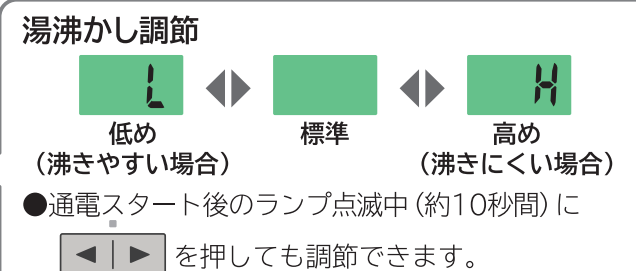 湯沸かし調節
L ◀▶ ◀▶ H
低め 標準 高め
(沸きやすい場合) (沸きにくい場合)
●通電スタート後のランプ点滅中(約10秒間)に
◀|▶ を押しても調節できます。